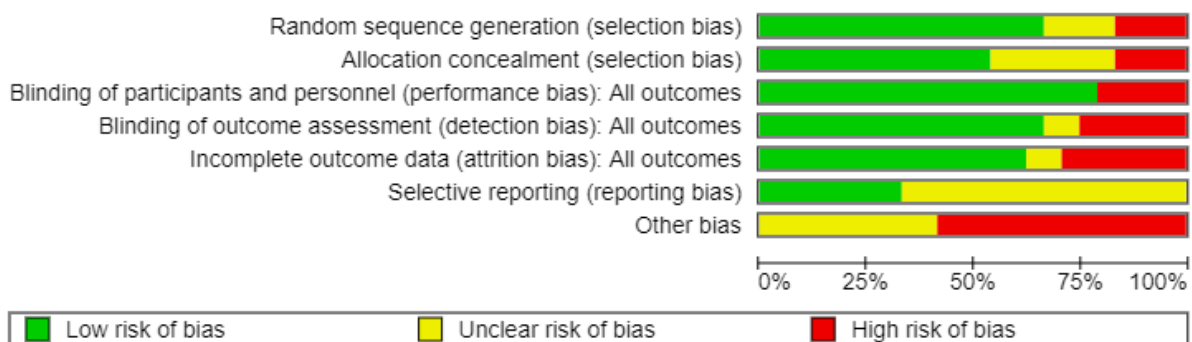 Random sequence generation (selection bias)
Allocation concealment (selection bias)
Blinding of participants and personnel (performance bias): All outcomes
Blinding of outcome assessment (detection bias): All outcomes
Incomplete outcome data (attrition bias): All outcomes
Selective reporting (reporting bias)
Other bias
0% 25% 50% 75% 100%
Low risk of bias Unclear risk of bias High risk of bias